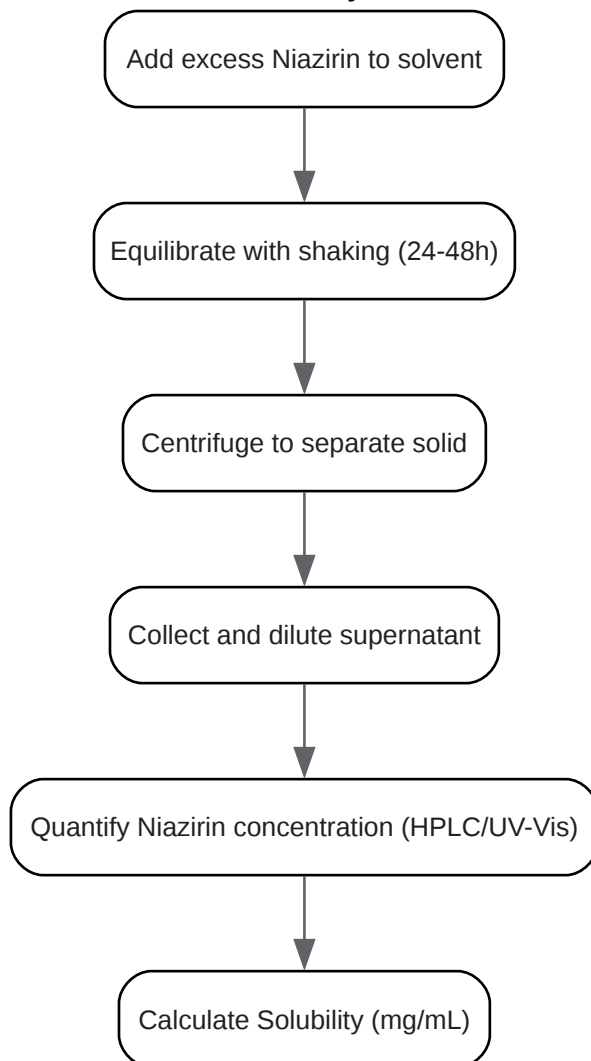 Add excess Niazirin to solvent
Equilibrate with shaking (24-48h)
Centrifuge to separate solid
Collect and dilute supernatant
Quantify Niazirin concentration (HPLC/UV-Vis)
Calculate Solubility (mg/mL)